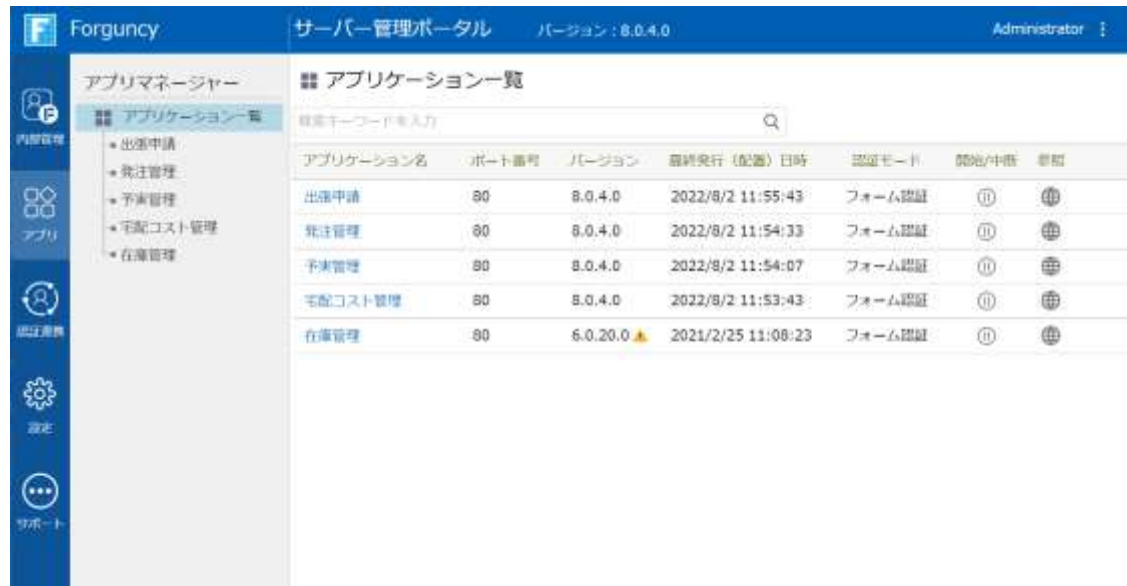 Forguncy
サーバー管理ポータル バージョン : 8.0.4.0
Administrator
内部管理
アプリ
認証連携
設定
サポート
アプリマネージャー
アプリケーション一覧
出張申請
発注管理
予実管理
宅配コスト管理
在庫管理
アプリケーション一覧
検索キーワードを入力
アプリケーション名 ポート番号 バージョン 最終発行（配置）日時 認証モード 開始/中断 参照
出張申請 80 8.0.4.0 2022/8/2 11:55:43 フォーム認証
発注管理 80 8.0.4.0 2022/8/2 11:54:33 フォーム認証
予実管理 80 8.0.4.0 2022/8/2 11:54:07 フォーム認証
宅配コスト管理 80 8.0.4.0 2022/8/2 11:53:43 フォーム認証
在庫管理 80 6.0.20.0 2021/2/25 11:08:23 フォーム認証